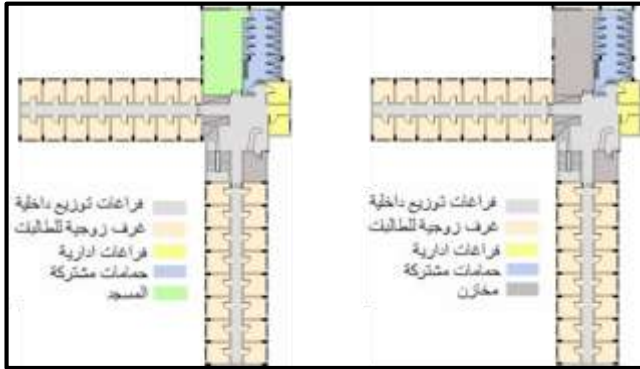 فراغات توزيع داخلية
غرف زوجية للطالبات
فراغات ادارية
حمامات مشتركة
مخازن
فراغات توزيع داخلية
غرف زوجية للطالبات
فراغات ادارية
حمامات مشتركة
المسجد